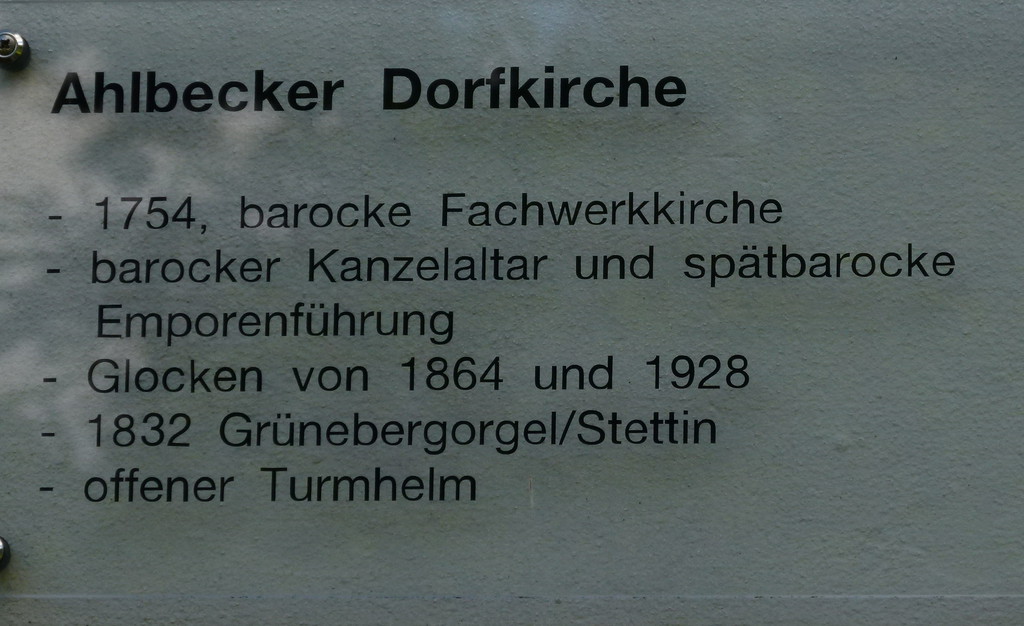 Ahlbecker Dorfkirche
- 1754, barocke Fachwerkkirche
- barocker Kanzelaltar und spätbarocke
Emporenführung
- Glocken von 1864 und 1928
- 1832 Grünebergorgel/Stettin
- offener Turmhelm